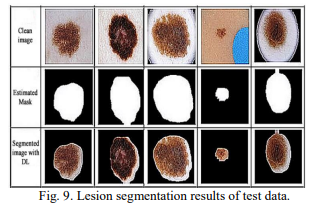 Clean
image
Estimated
Mask
Segmented
image with
DL
Fig. 9. Lesion segmentation results of test data.